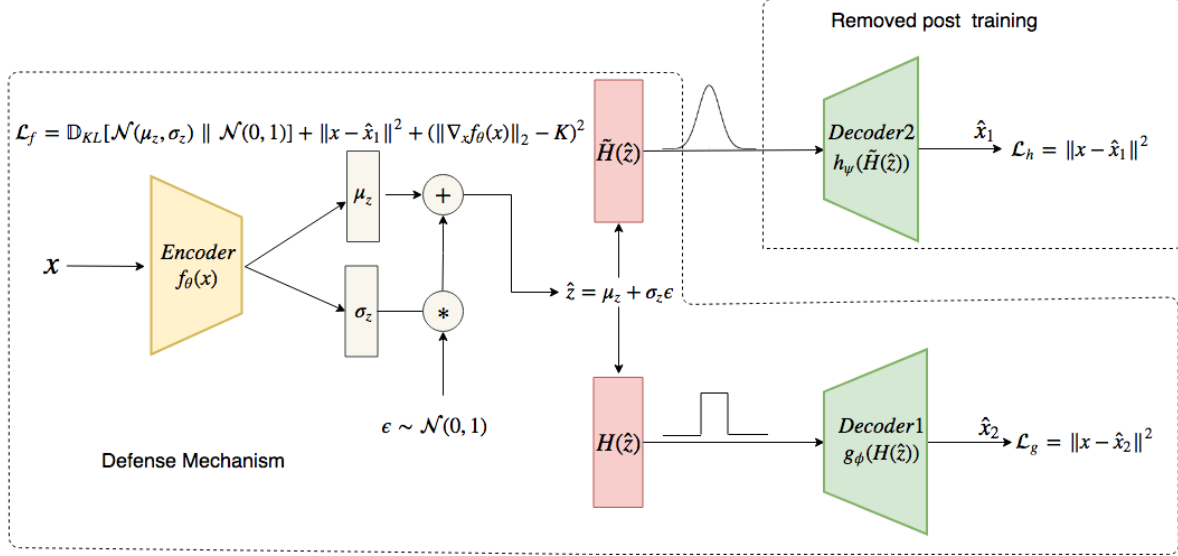 Removed post training
ℒ_f = 𝔻_KL[𝒩(μ_z, σ_z) ∥ 𝒩(0,1)] + ∥x − x̂_1∥^2 + (∥∇_x f_θ(x)∥_2 − K)^2
H̃(ẑ)
Decoder2
h_ψ(H̃(ẑ))
x̂_1
ℒ_h = ∥x − x̂_1∥^2
μ_z
+
x
Encoder
f_θ(x)
σ_z
*
ẑ = μ_z + σ_z ϵ
ϵ ∼ 𝒩(0,1)
Defense Mechanism
H(ẑ)
Decoder1
g_ϕ(H(ẑ))
x̂_2
ℒ_g = ∥x − x̂_2∥^2